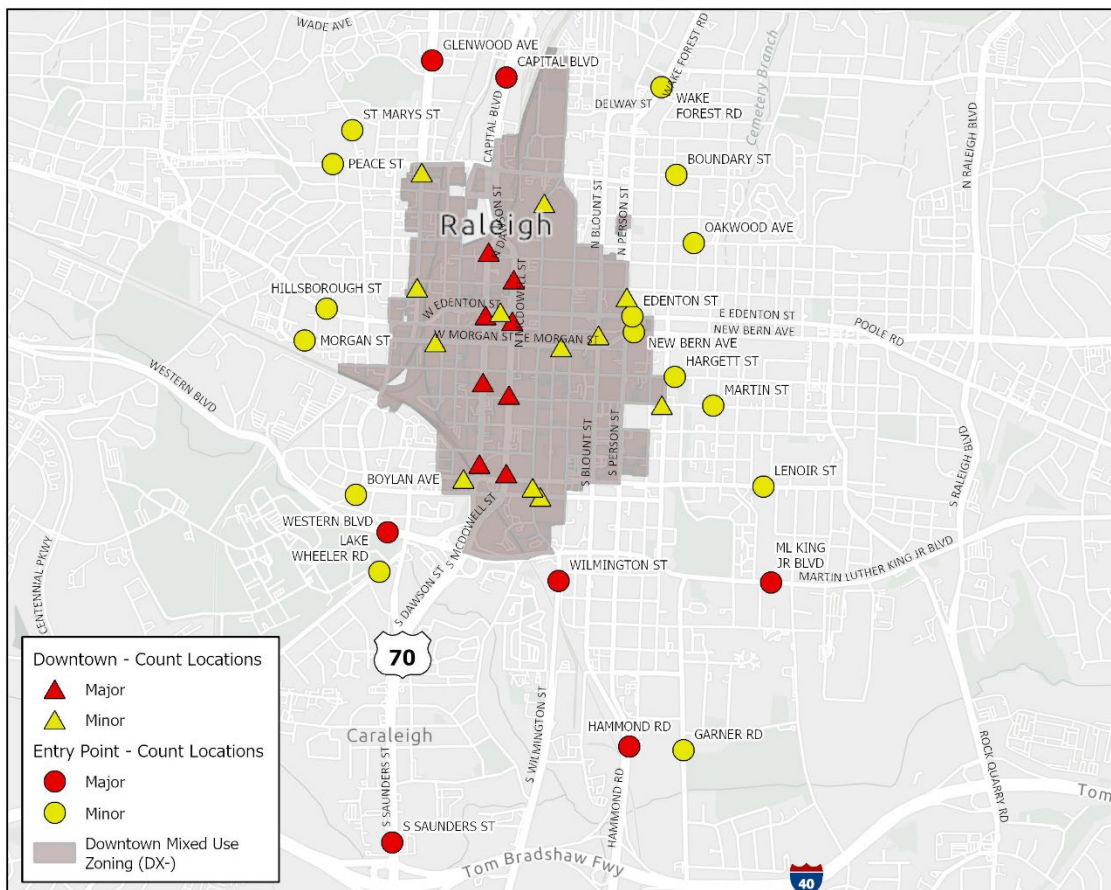 WADE AVE
GLENWOOD AVE
CAPITAL BLVD
WAKE FOREST RD
DELWAY ST
WAKE
FOREST RD
Cemetery Branch
N RALEIGH BLVD
ST MARYS ST
CAPITAL BLVD
PEACE ST
BOUNDARY ST
N BLOUNT ST
N PERSON ST
N DAWSON ST
Raleigh
OAKWOOD AVE
N MCDOWELL ST
HILLSBOROUGH ST
W EDENTON ST
EDENTON ST
E EDENTON ST
NEW BERN AVE
POOLE RD
MORGAN ST
W MORGAN ST
E MORGAN ST
NEW BERN AVE
WESTERN BLVD
HARGETT ST
MARTIN ST
S BLOUNT ST
S PERSON ST
S RALEIGH BLVD
BOYLAN AVE
LENOIR ST
WESTERN BLVD
S MCDOWELL ST
LAKE
WHEELER RD
ML KING
JR BLVD
WILMINGTON ST
MARTIN LUTHER KING JR BLVD
CENTENNIAL PKWY
S DAWSON ST
70
Downtown - Count Locations
Major
Minor
Entry Point - Count Locations
Major
Minor
Downtown Mixed Use
Zoning (DX-)
Caraleigh
S WILMINGTON ST
HAMMOND RD
GARNER RD
S SAUNDERS ST
HAMMOND RD
ROCK QUARRY RD
S SAUNDERS ST
Tom Bradshaw Fwy
Tom
40